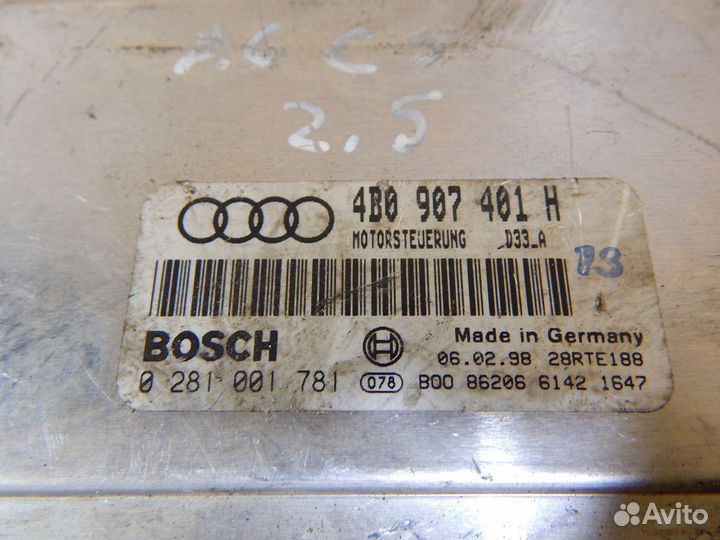 A6 C5
2.5
4B0 907 401 H
MOTORSTEUERUNG D33_A
13
BOSCH
Made in Germany
06.02.98 28RTE188
0 281 001 781 078 B00 86206 6142 1647
Avito